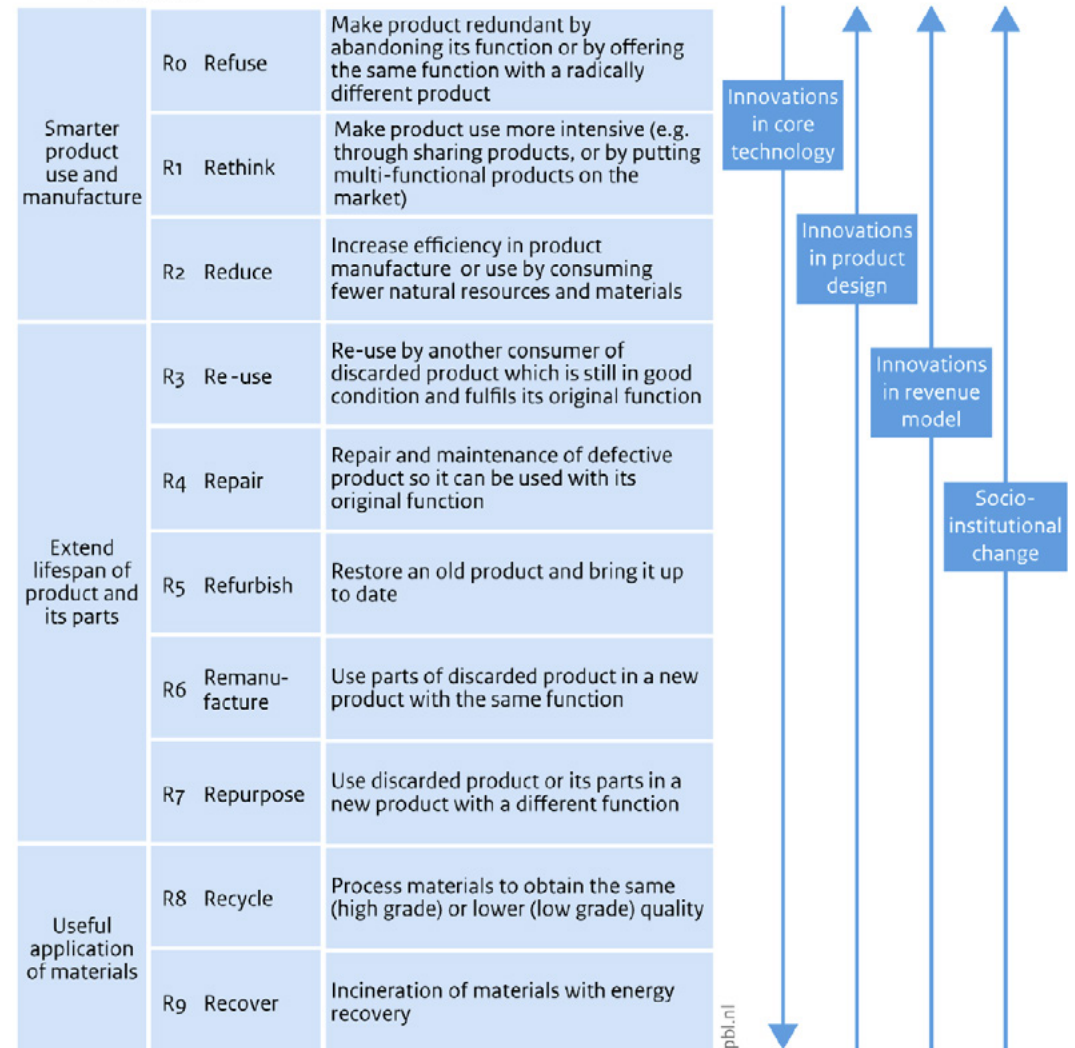 Smarter
product
use and
manufacture
R0 Refuse
Make product redundant by
abandoning its function or by offering
the same function with a radically
different product
R1 Rethink
Make product use more intensive (e.g.
through sharing products, or by putting
multi-functional products on the
market)
R2 Reduce
Increase efficiency in product
manufacture or use by consuming
fewer natural resources and materials
Extend
lifespan of
product and
its parts
R3 Re-use
Re-use by another consumer of
discarded product which is still in good
condition and fulfils its original function
R4 Repair
Repair and maintenance of defective
product so it can be used with its
original function
R5 Refurbish
Restore an old product and bring it up
to date
R6 Remanu-
facture
Use parts of discarded product in a new
product with the same function
R7 Repurpose
Use discarded product or its parts in a
new product with a different function
Useful
application
of materials
R8 Recycle
Process materials to obtain the same
(high grade) or lower (low grade) quality
R9 Recover
Incineration of materials with energy
recovery
Innovations
in core
technology
Innovations
in product
design
Innovations
in revenue
model
Socio-
institutional
change
pbl.nl